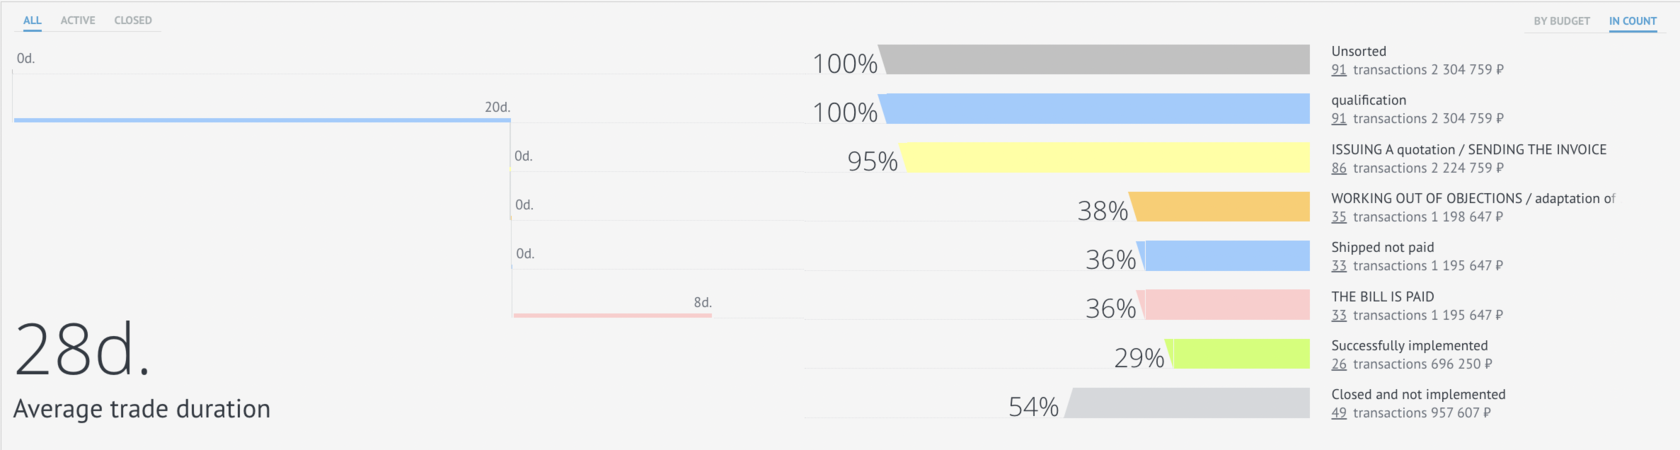 ALL ACTIVE CLOSED
BY BUDGET IN COUNT
0d.
100%
Unsorted
91 transactions 2 304 759 ₽
20d.
100%
qualification
91 transactions 2 304 759 ₽
0d.
95%
ISSUING A quotation / SENDING THE INVOICE
86 transactions 2 224 759 ₽
0d.
38%
WORKING OUT OF OBJECTIONS / adaptation of
35 transactions 1 198 647 ₽
0d.
36%
Shipped not paid
33 transactions 1 195 647 ₽
8d.
36%
THE BILL IS PAID
33 transactions 1 195 647 ₽
28d.
Average trade duration
29%
Successfully implemented
26 transactions 696 250 ₽
54%
Closed and not implemented
49 transactions 957 607 ₽